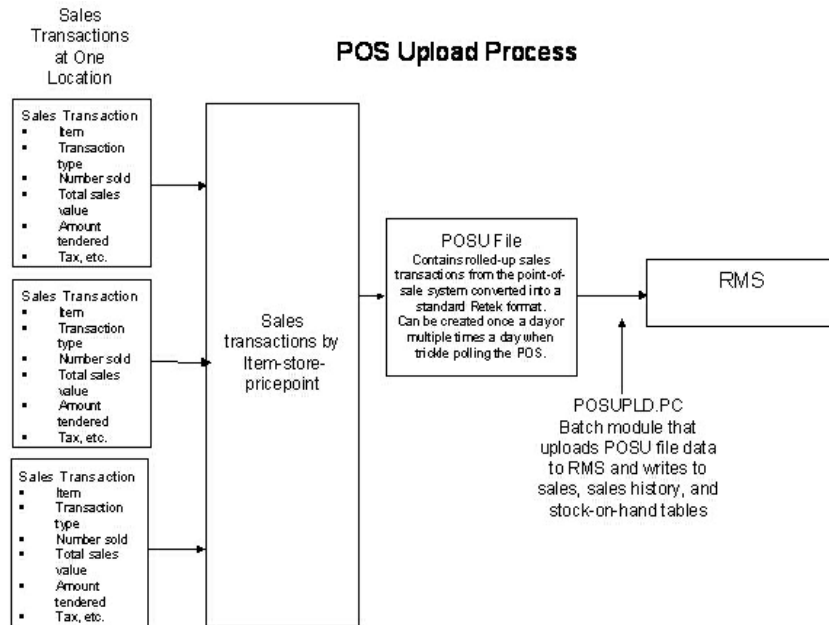 Sales
Transactions
at One
Location
POS Upload Process
Sales Transaction
▪ Item
▪ Transaction
type
▪ Number sold
▪ Total sales
value
▪ Amount
tendered
▪ Tax, etc.
Sales Transaction
▪ Item
▪ Transaction
type
▪ Number sold
▪ Total sales
value
▪ Amount
tendered
▪ Tax, etc.
Sales Transaction
▪ Item
▪ Transaction
type
▪ Number sold
▪ Total sales
value
▪ Amount
tendered
▪ Tax, etc.
Sales
transactions by
Item-store-
pricepoint
POSU File
Contains rolled-up sales
transactions from the point-of-
sale system converted into a
standard Retek format.
Can be created once a day or
multiple times a day when
trickle polling the POS.
RMS
POSUPLD.PC
Batch module that
uploads POSU file data
to RMS and writes to
sales, sales history, and
stock-on-hand tables